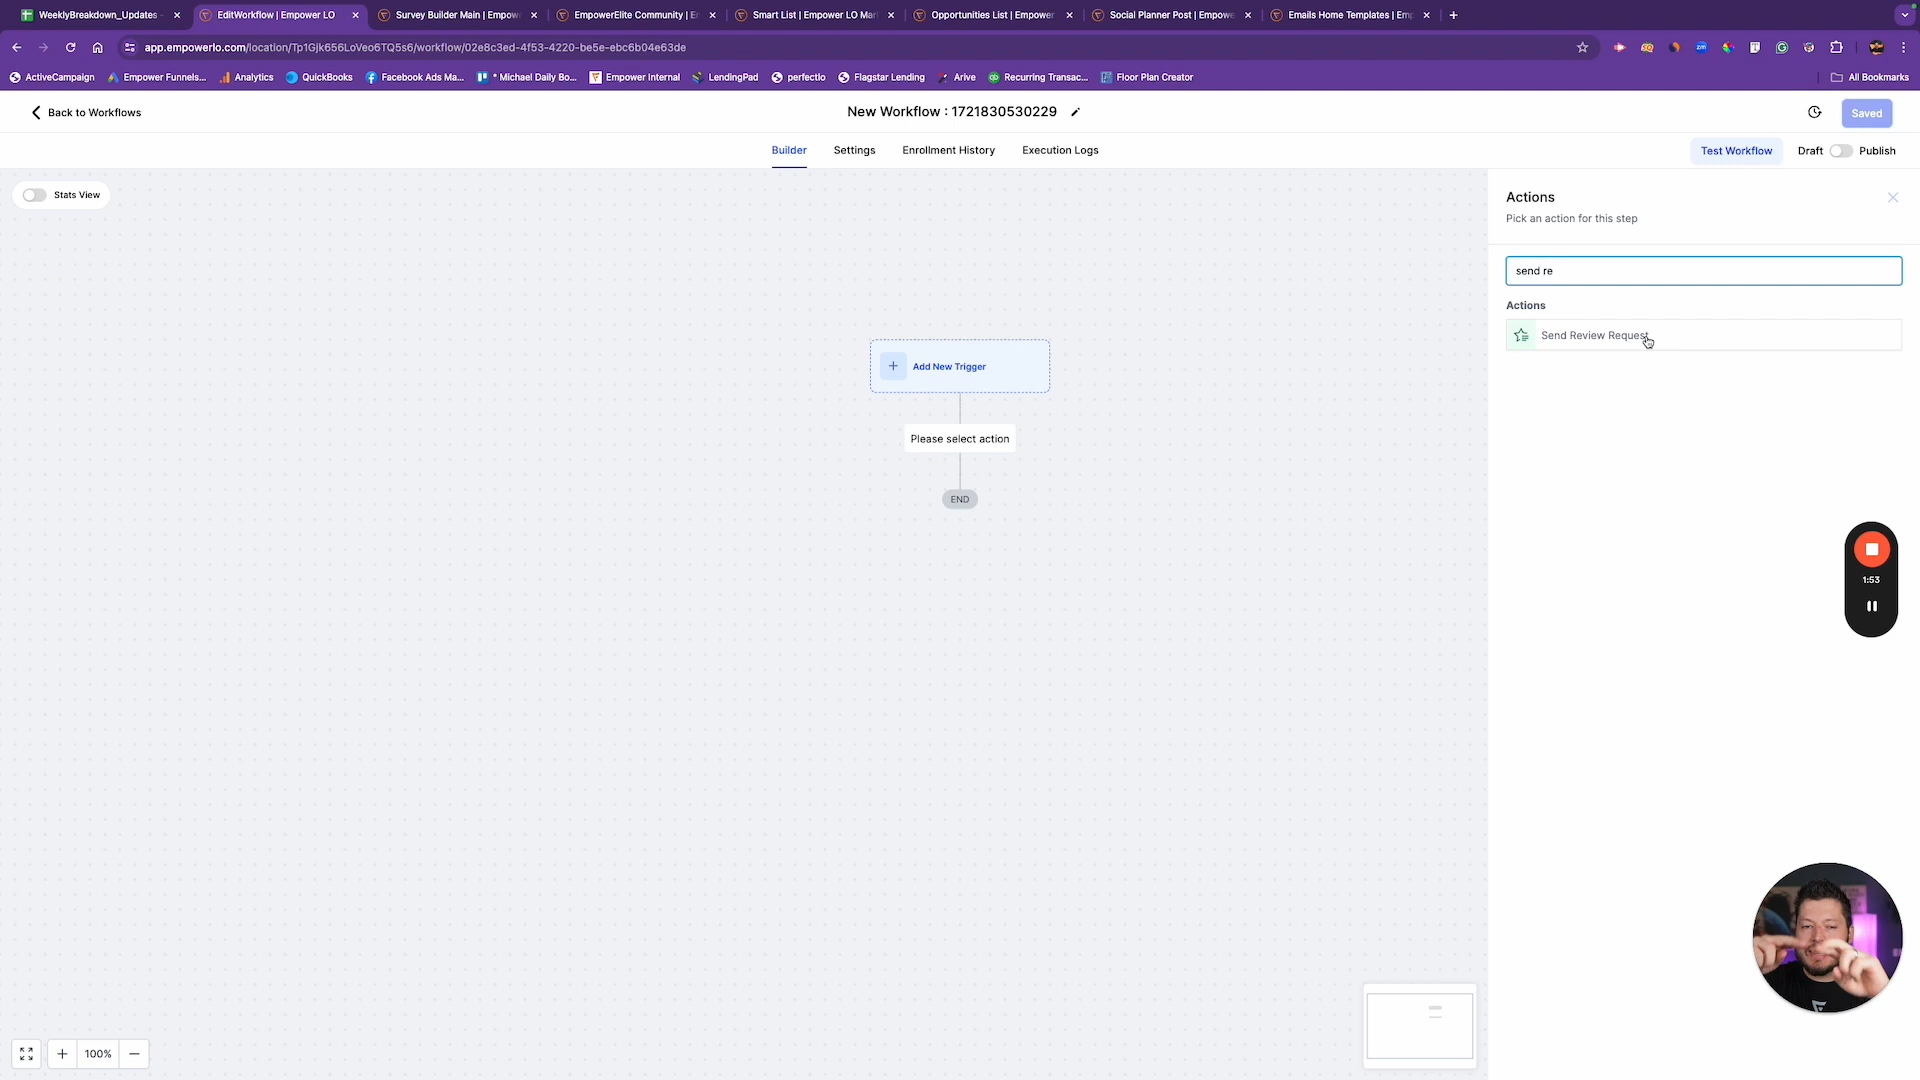 WeeklyBreakdown_Updates
EditWorkflow | Empower LO
Survey Builder Main | Empow
EmpowerElite Community | E
Smart List | Empower LO Mar
Opportunities List | Empower
Social Planner Post | Empowe
Emails Home Templates | Emp
app.empowerlo.com/location/Tp1Gjk656LoVeo6TQ5s6/workflow/02e8c3ed-4f53-4220-be5e-ebc6b04e63de
ActiveCampaign
Empower Funnels...
Analytics
QuickBooks
Facebook Ads Ma...
* Michael Daily Bo...
Empower Internal
LendingPad
perfectlo
Flagstar Lending
Arive
Recurring Transac...
Floor Plan Creator
All Bookmarks
Back to Workflows
New Workflow : 1721830530229
Saved
Builder
Settings
Enrollment History
Execution Logs
Test Workflow
Draft
Publish
Stats View
Actions
Pick an action for this step
send re
Actions
Send Review Request
Add New Trigger
Please select action
END
1:53
100%